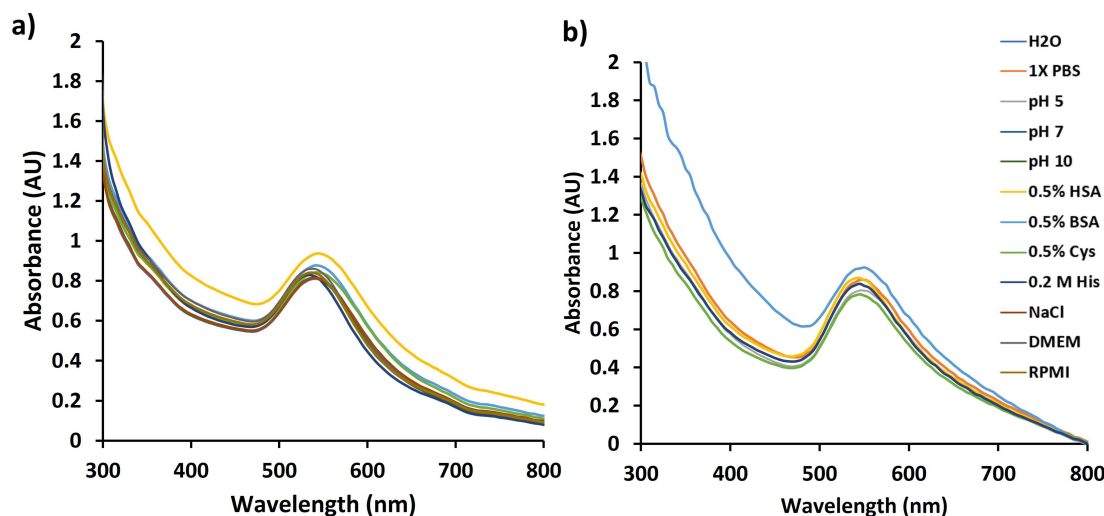 a)
2
1.8
1.6
1.4
1.2
1
0.8
0.6
0.4
0.2
0
300 400 500 600 700 800
Absorbance (AU)
Wavelength (nm)
b)
2
1.8
1.6
1.4
1.2
1
0.8
0.6
0.4
0.2
0
300 400 500 600 700 800
Absorbance (AU)
Wavelength (nm)
H2O
1X PBS
pH 5
pH 7
pH 10
0.5% HSA
0.5% BSA
0.5% Cys
0.2 M His
NaCl
DMEM
RPMI